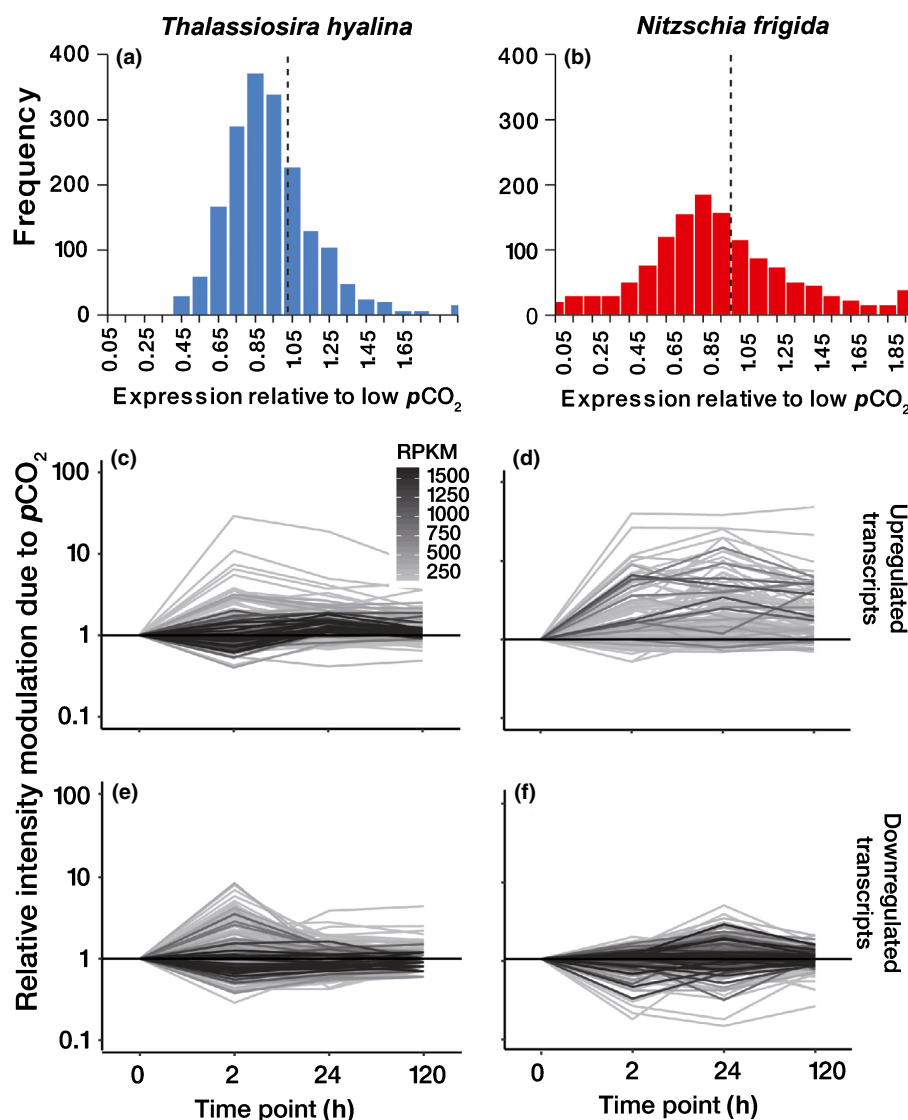 Thalassiosira hyalina
Nitzschia frigida
(a)
(b)
Frequency
400
300
200
100
0
400
300
200
100
0
0.05
0.25
0.45
0.65
0.85
1.05
1.25
1.45
1.65
0.05
0.25
0.45
0.65
0.85
1.05
1.25
1.45
1.65
1.85
Expression relative to low pCO2
Expression relative to low pCO2
Relative intensity modulation due to pCO2
(c)
RPKM
1500
1250
1000
750
500
250
(d)
100
10
1
0.1
Upregulated
transcripts
(e)
(f)
100
10
1
0.1
Downregulated
transcripts
0
2
24
120
0
2
24
120
Time point (h)
Time point (h)